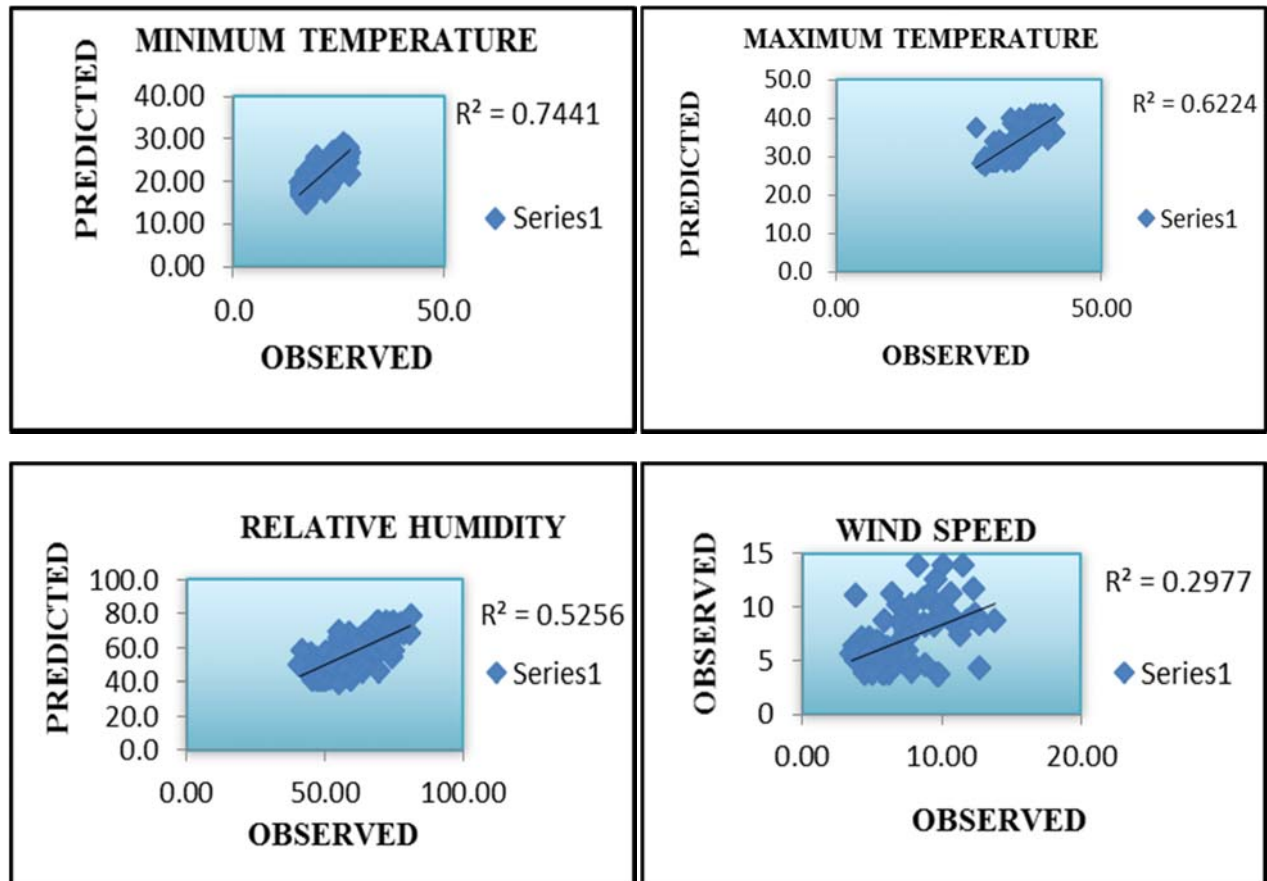 MINIMUM TEMPERATURE
PREDICTED
40.00
30.00
20.00
10.00
0.00
0.0
50.0
OBSERVED
R² = 0.7441
Series1
MAXIMUM TEMPERATURE
PREDICTED
50.0
40.0
30.0
20.0
10.0
0.0
0.00
50.00
OBSERVED
R² = 0.6224
Series1
RELATIVE HUMIDITY
PREDICTED
100.0
80.0
60.0
40.0
20.0
0.0
0.00
50.00
100.00
OBSERVED
R² = 0.5256
Series1
WIND SPEED
OBSERVED
15
10
5
0
0.00
10.00
20.00
OBSERVED
R² = 0.2977
Series1